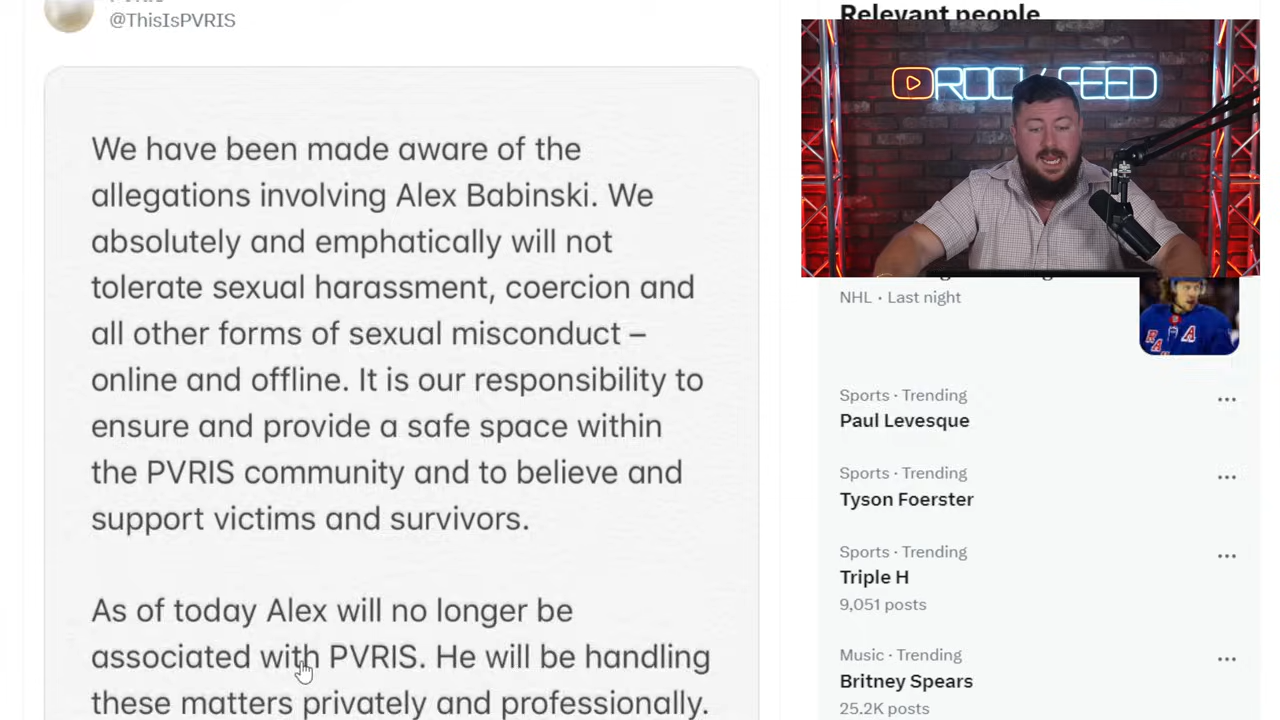 @ThisIsPVRIS
We have been made aware of the
allegations involving Alex Babinski. We
absolutely and emphatically will not
tolerate sexual harassment, coercion and
all other forms of sexual misconduct –
online and offline. It is our responsibility to
ensure and provide a safe space within
the PVRIS community and to believe and
support victims and survivors.
As of today Alex will no longer be
associated with PVRIS. He will be handling
these matters privately and professionally.
Relevant people
ROCK FEED
NHL · Last night
Sports · Trending
Paul Levesque
Sports · Trending
Tyson Foerster
Sports · Trending
Triple H
9,051 posts
Music · Trending
Britney Spears
25.2K posts